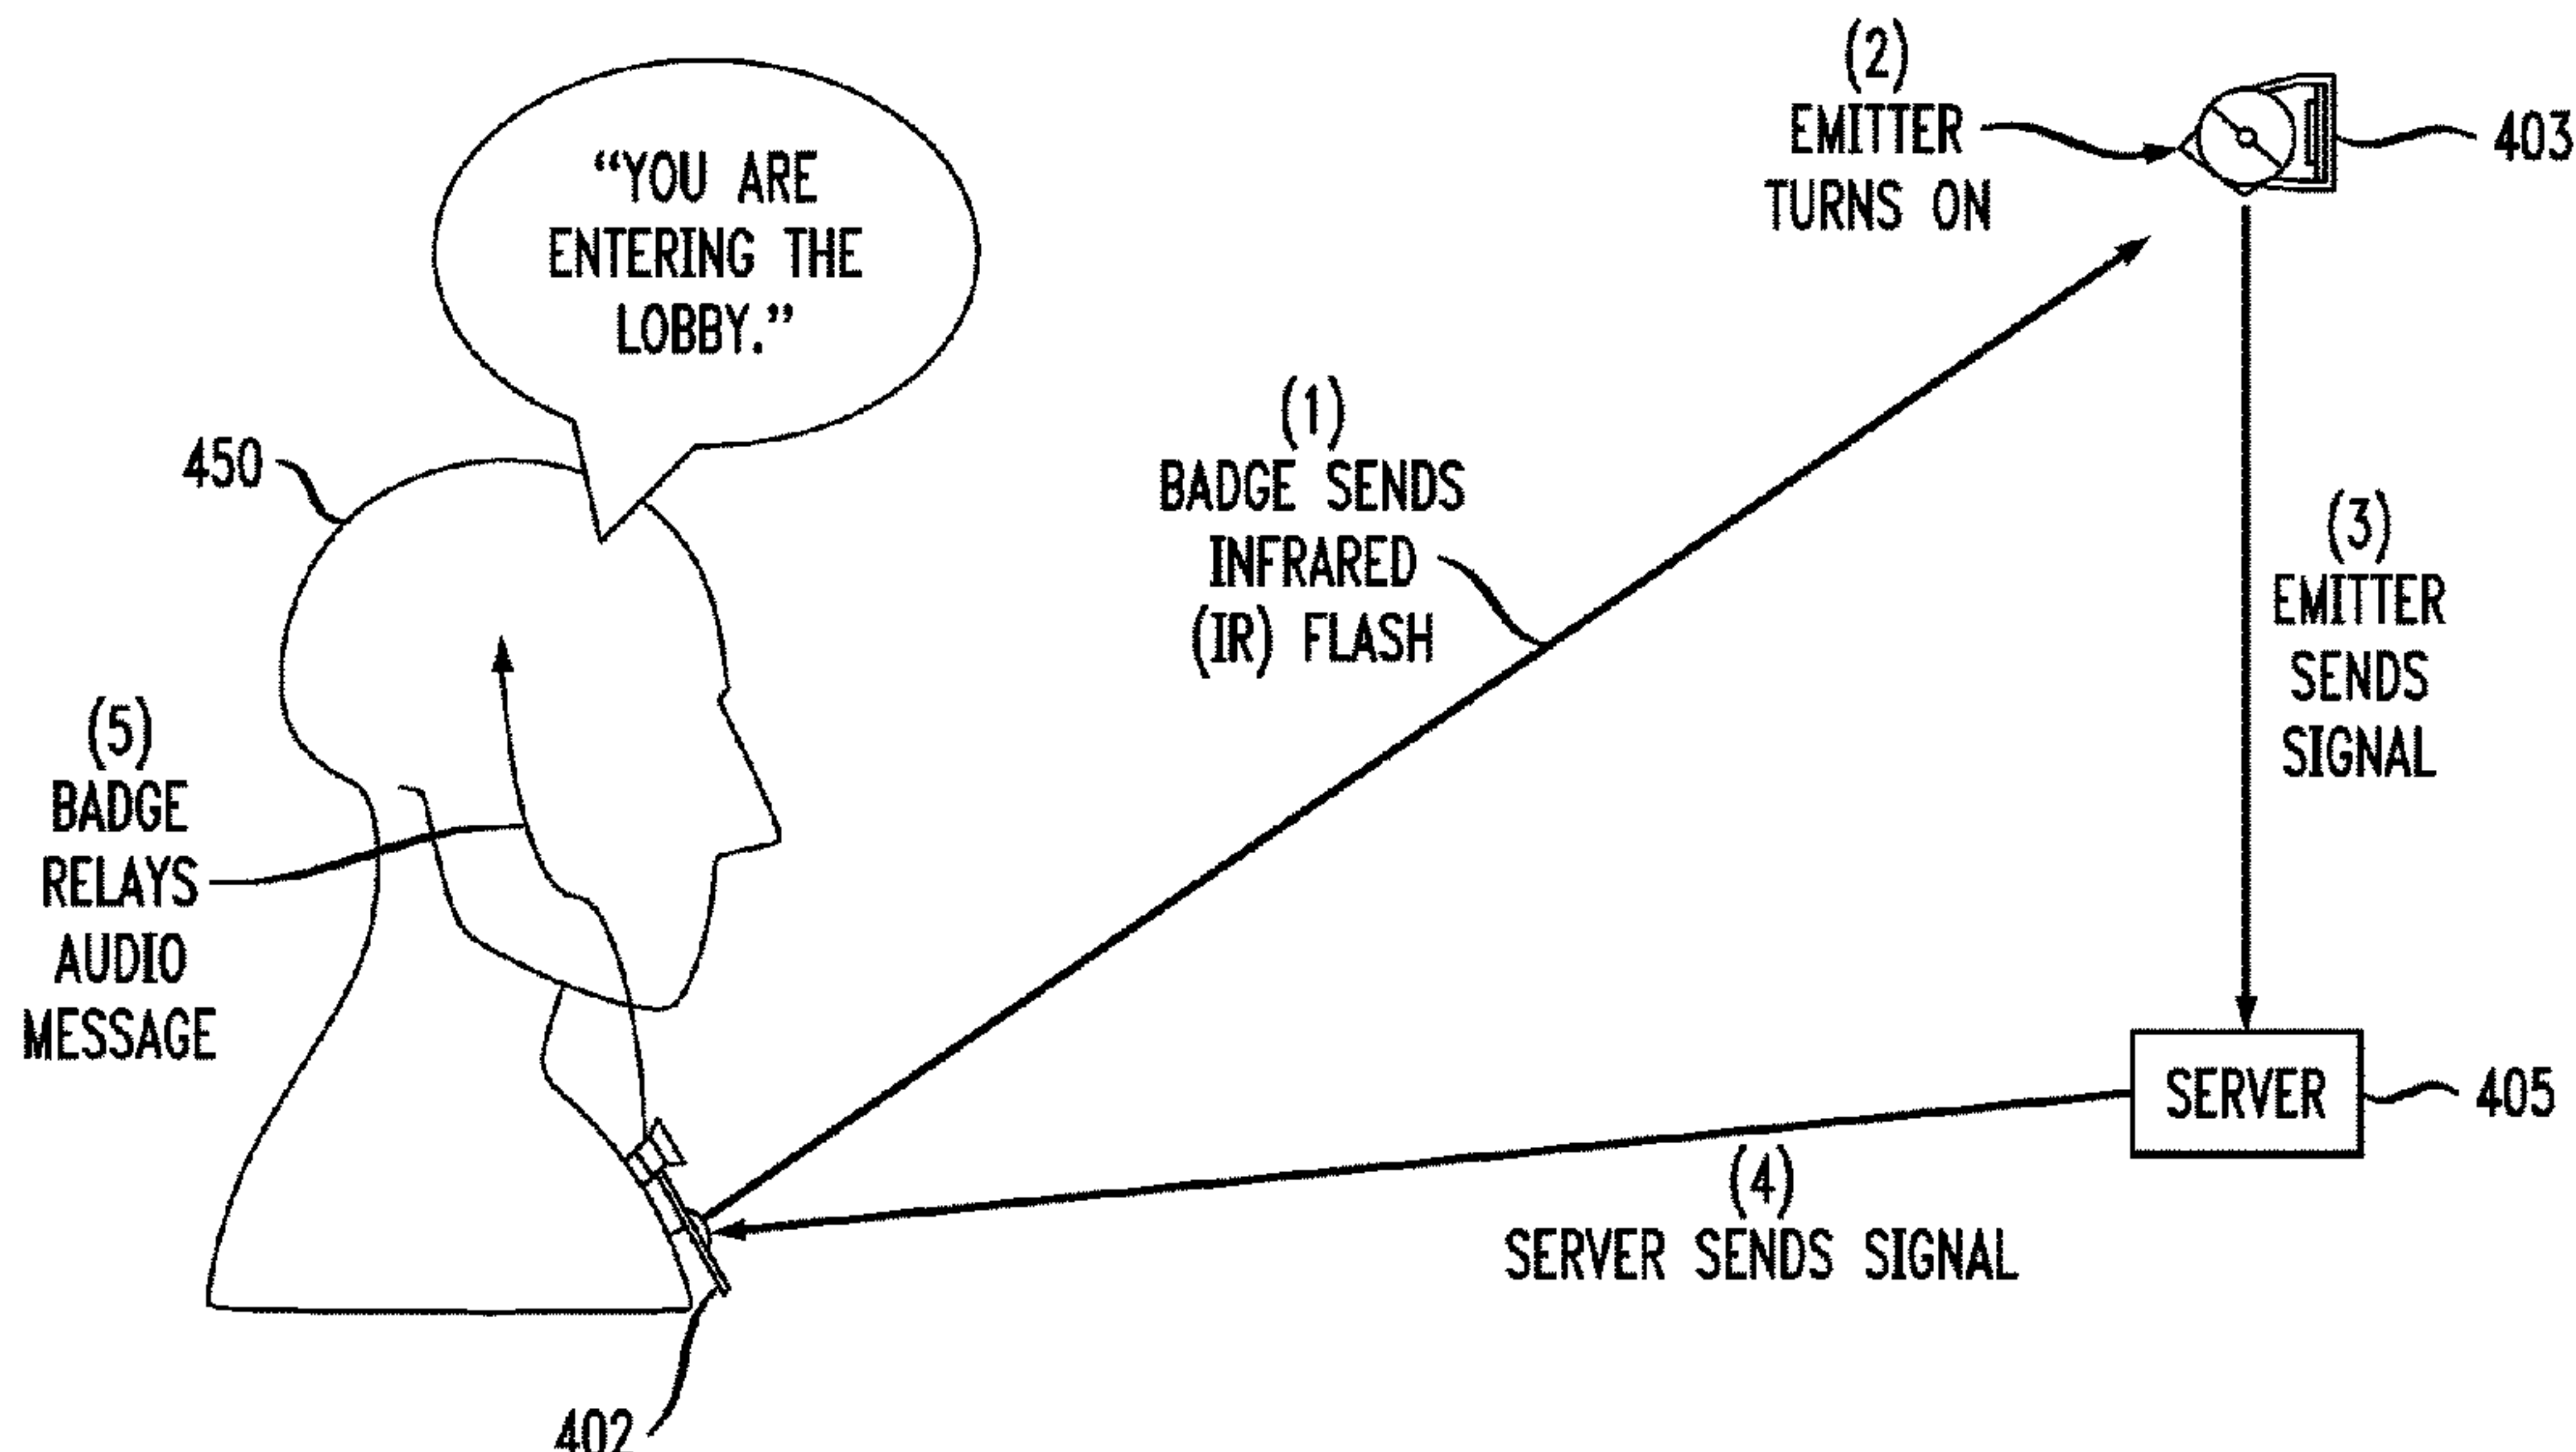 “YOU ARE
ENTERING THE
LOBBY.”
450
(5)
BADGE
RELAYS
AUDIO
MESSAGE
402
(1)
BADGE SENDS
INFRARED
(IR) FLASH
(2)
EMITTER
TURNS ON
403
(3)
EMITTER
SENDS
SIGNAL
SERVER
405
(4)
SERVER SENDS SIGNAL